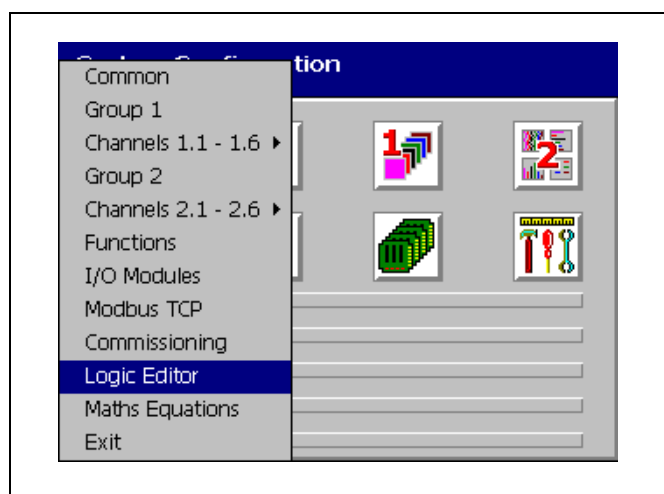 tion
Common
Group 1
Channels 1.1 - 1.6
Group 2
Channels 2.1 - 2.6
Functions
I/O Modules
Modbus TCP
Commissioning
Logic Editor
Maths Equations
Exit
1
2